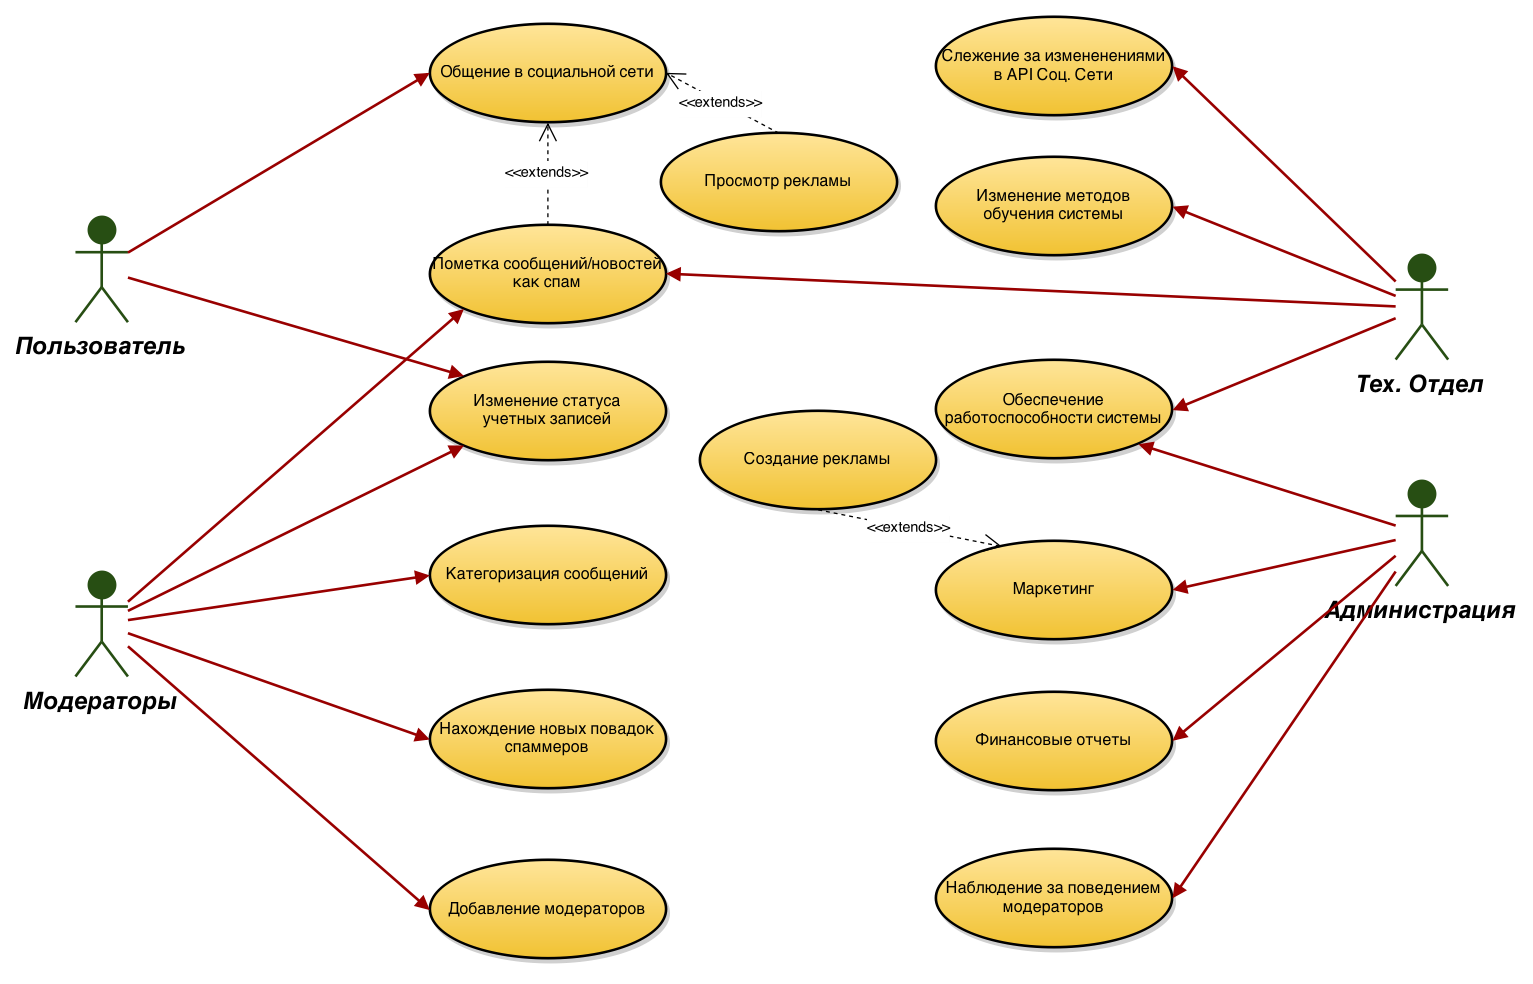 Общение в социальной сети
Слежение за измененениями
в API Соц. Сети
<<extends>>
<<extends>>
Просмотр рекламы
Изменение методов
обучения системы
Пользователь
Пометка сообщений/новостей
как спам
Тех. Отдел
Изменение статуса
учетных записей
Обеспечение
работоспособности системы
Создание рекламы
<<extends>>
Категоризация сообщений
Маркетинг
Администрация
Модераторы
Нахождение новых повадок
спаммеров
Финансовые отчеты
Добавление модераторов
Наблюдение за поведением
модераторов